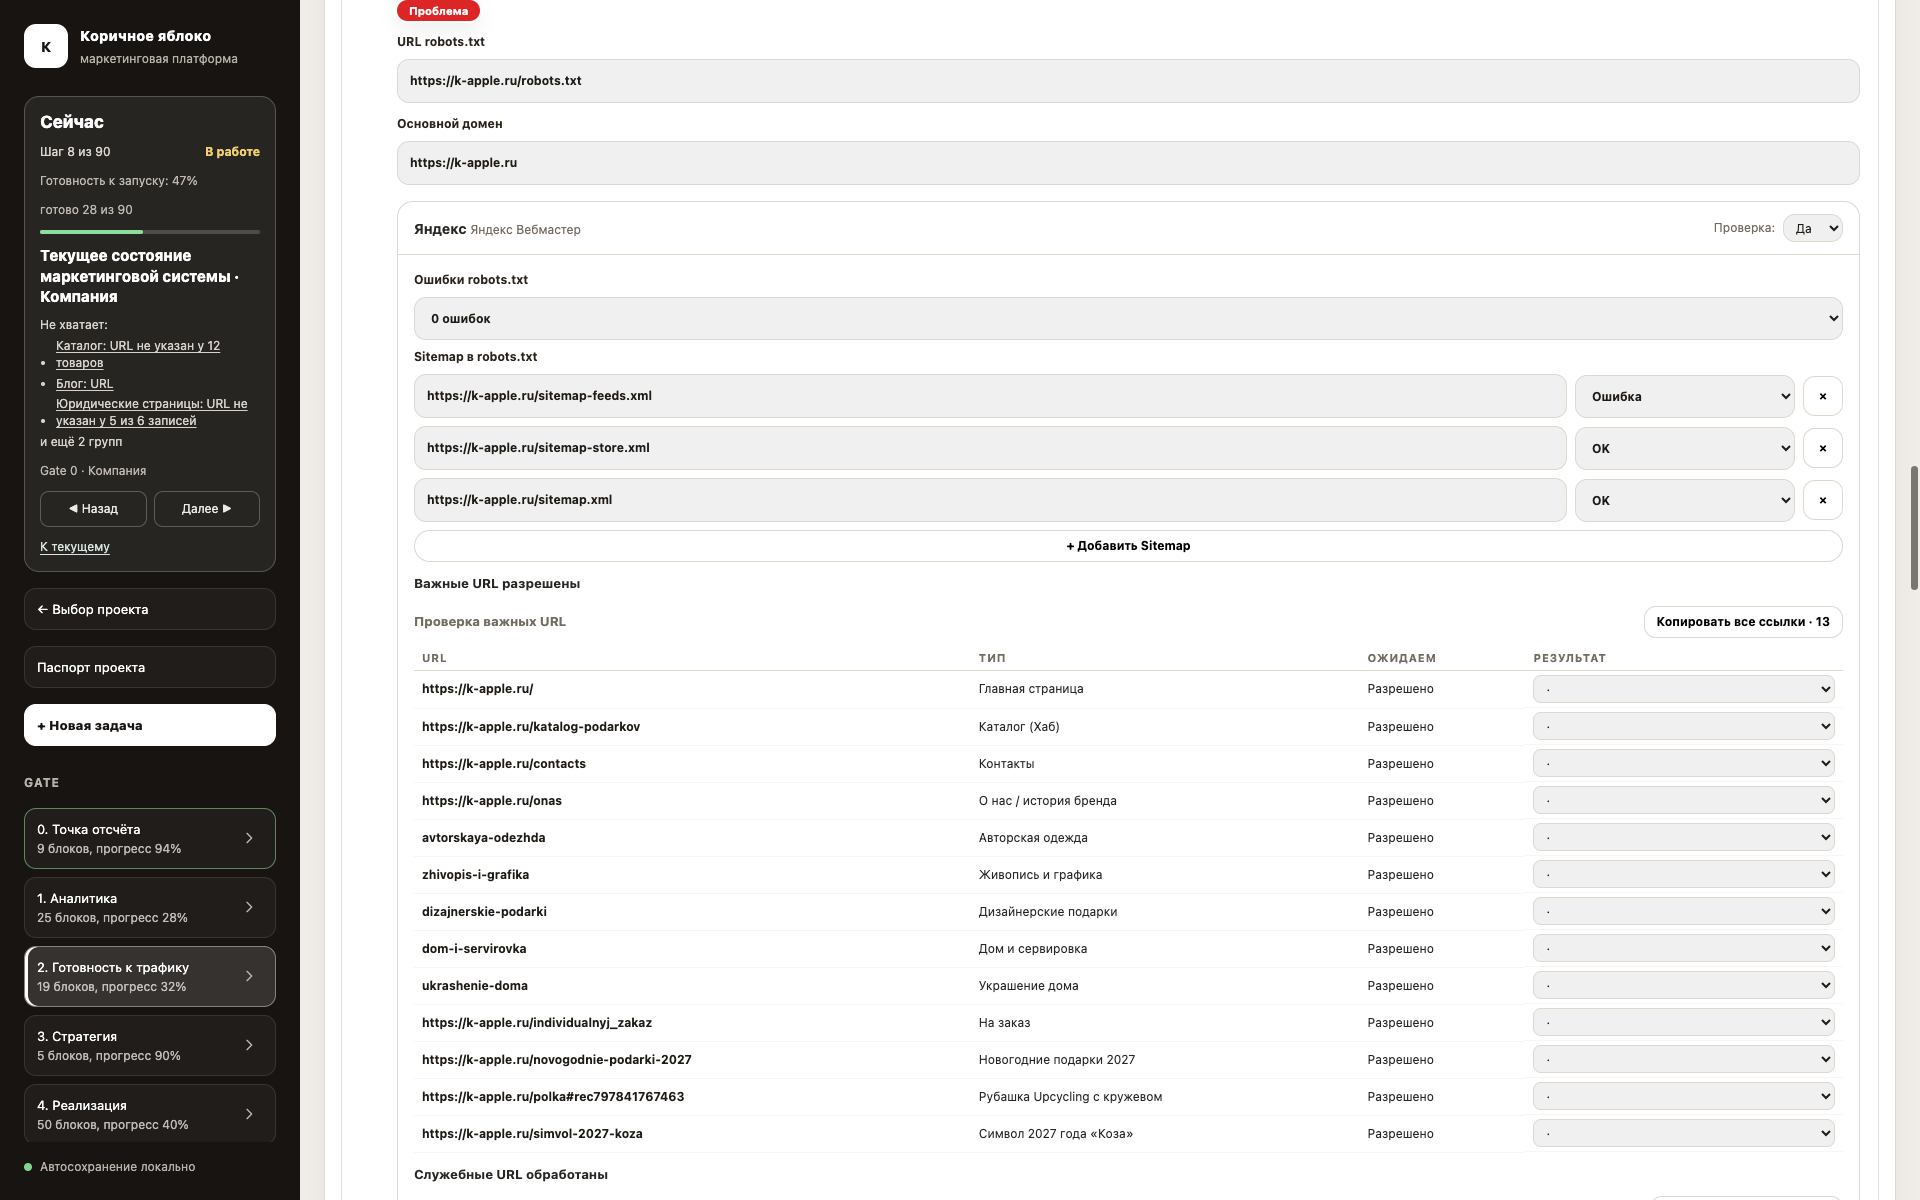 К
Коричное яблоко
маркетинговая платформа
Сейчас
Шаг 8 из 90 В работе
Готовность к запуску: 47%
готово 28 из 90
Текущее состояние
маркетинговой системы ·
Компания
Не хватает:
• Каталог: URL не указан у 12
товаров
• Блог: URL
• Юридические страницы: URL не
указан у 5 из 6 записей
и ещё 2 групп
Gate 0 · Компания
◀ Назад Далее ▶
К текущему
← Выбор проекта
Паспорт проекта
+ Новая задача
GATE
0. Точка отсчёта
9 блоков, прогресс 94%
1. Аналитика
25 блоков, прогресс 28%
2. Готовность к трафику
19 блоков, прогресс 32%
3. Стратегия
5 блоков, прогресс 90%
4. Реализация
50 блоков, прогресс 40%
Автосохранение локально
Проблема
URL robots.txt
https://k-apple.ru/robots.txt
Основной домен
https://k-apple.ru
Яндекс Яндекс Вебмастер Проверка: Да
Ошибки robots.txt
0 ошибок
Sitemap в robots.txt
https://k-apple.ru/sitemap-feeds.xml Ошибка ×
https://k-apple.ru/sitemap-store.xml OK ×
https://k-apple.ru/sitemap.xml OK ×
+ Добавить Sitemap
Важные URL разрешены
Проверка важных URL Копировать все ссылки · 13
URL ТИП ОЖИДАЕМ РЕЗУЛЬТАТ
https://k-apple.ru/ Главная страница Разрешено ·
https://k-apple.ru/katalog-podarkov Каталог (Хаб) Разрешено ·
https://k-apple.ru/contacts Контакты Разрешено ·
https://k-apple.ru/onas О нас / история бренда Разрешено ·
avtorskaya-odezhda Авторская одежда Разрешено ·
zhivopis-i-grafika Живопись и графика Разрешено ·
dizajnerskie-podarki Дизайнерские подарки Разрешено ·
dom-i-servirovka Дом и сервировка Разрешено ·
ukrashenie-doma Украшение дома Разрешено ·
https://k-apple.ru/individualnyj_zakaz На заказ Разрешено ·
https://k-apple.ru/novogodnie-podarki-2027 Новогодние подарки 2027 Разрешено ·
https://k-apple.ru/polka#rec797841767463 Рубашка Upcycling с кружевом Разрешено ·
https://k-apple.ru/simvol-2027-koza Символ 2027 года «Коза» Разрешено ·
Служебные URL обработаны